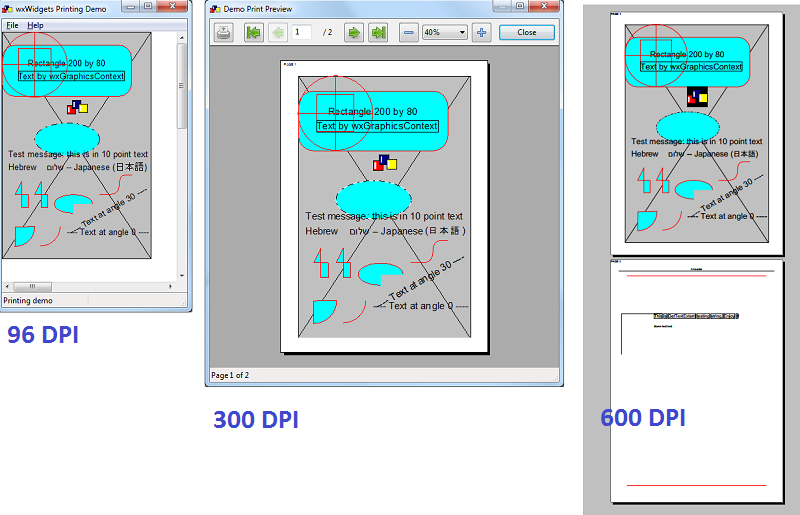 wxWidgets Printing Demo
File Help
Rectangle 200 by 80
Text by wxGraphicsContext
Test message: this is in 10 point text
Hebrew שלום – Japanese (日本語)
---- Text at angle 30 ----
---- Text at angle 0 ----
Printing demo
96 DPI
Demo Print Preview
1 / 2 40% Close
PAGE 1
Rectangle 200 by 80
Text by wxGraphicsContext
Test message: this is in 10 point text
Hebrew שלום – Japanese (日本語)
---- Text at angle 30 ----
---- Text at angle 0 ----
Page 1 of 2
300 DPI
PAGE 1
Rectangle 200 by 80
Text by wxGraphicsContext
Test message: this is in 10 point text
Hebrew שלום – Japanese (日本語)
---- Text at angle 30 ----
---- Text at angle 0 ----
600 DPI